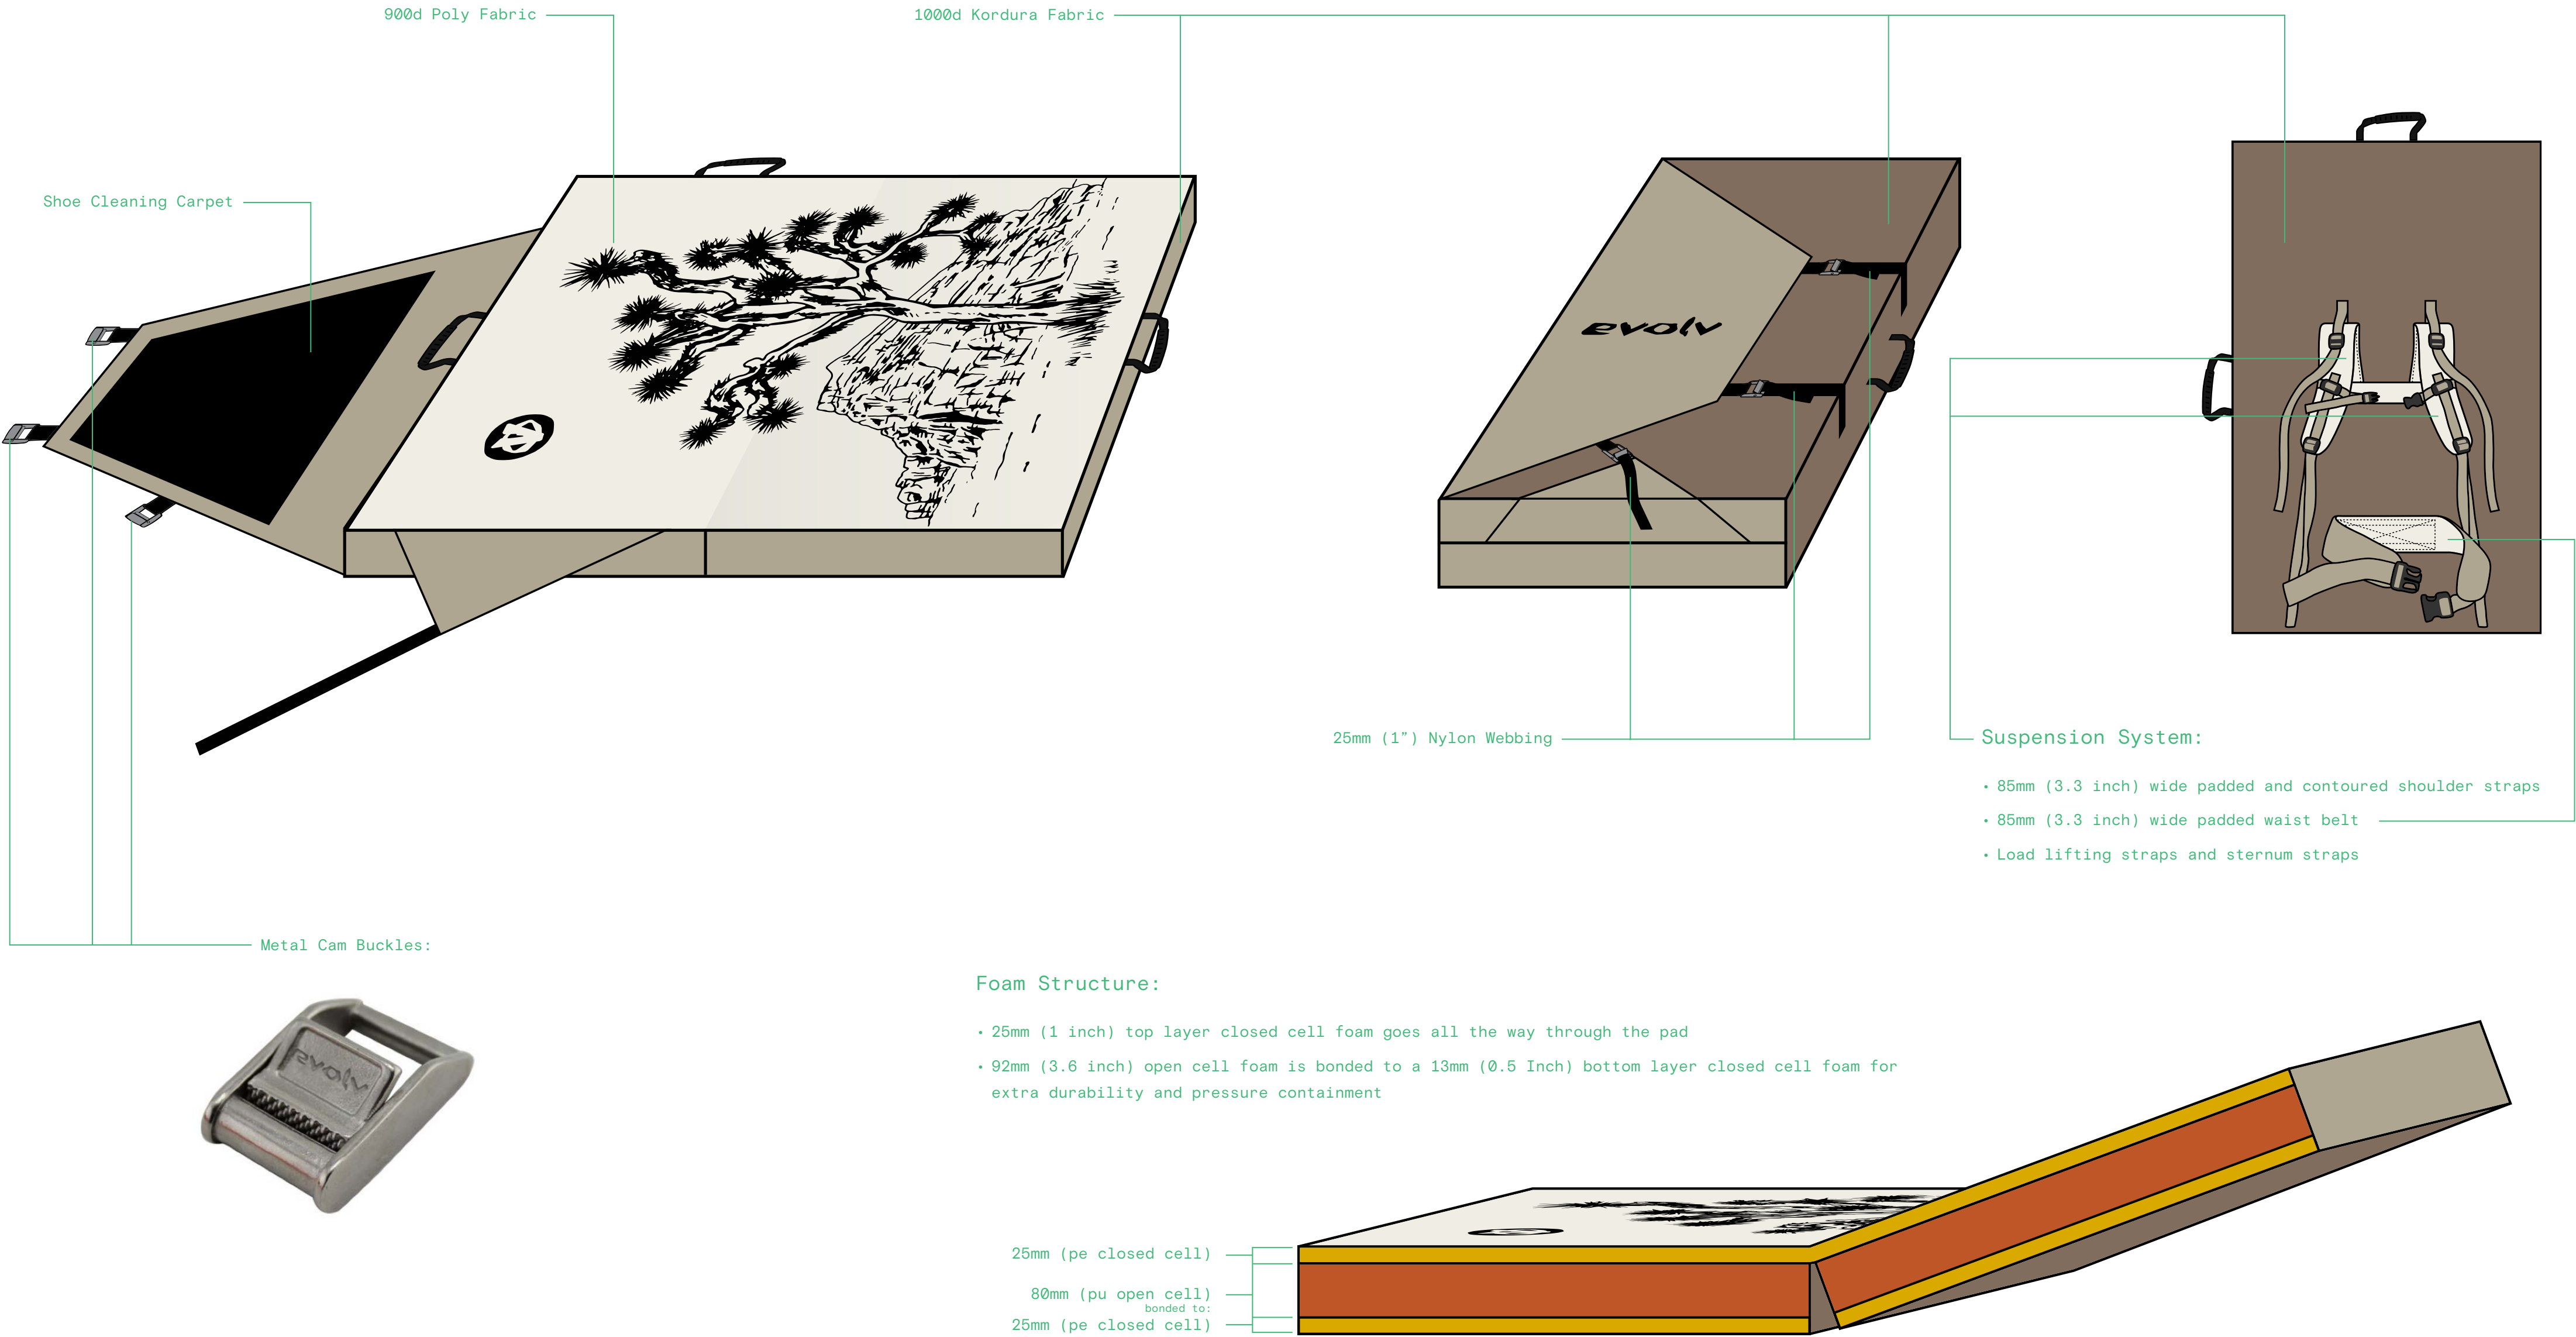 900d Poly Fabric
1000d Kordura Fabric
Shoe Cleaning Carpet
evolv
25mm (1”) Nylon Webbing
Suspension System:
• 85mm (3.3 inch) wide padded and contoured shoulder straps
• 85mm (3.3 inch) wide padded waist belt
• Load lifting straps and sternum straps
Metal Cam Buckles:
evolv
Foam Structure:
• 25mm (1 inch) top layer closed cell foam goes all the way through the pad
• 92mm (3.6 inch) open cell foam is bonded to a 13mm (0.5 Inch) bottom layer closed cell foam for
extra durability and pressure containment
25mm (pe closed cell)
80mm (pu open cell)
bonded to:
25mm (pe closed cell)